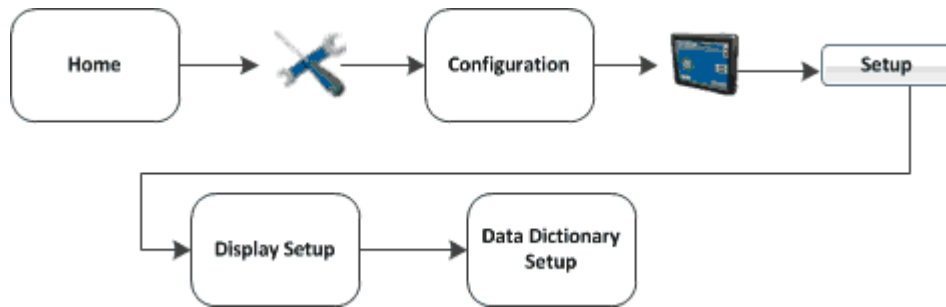 Home
Configuration
Setup
Display Setup
Data Dictionary
Setup